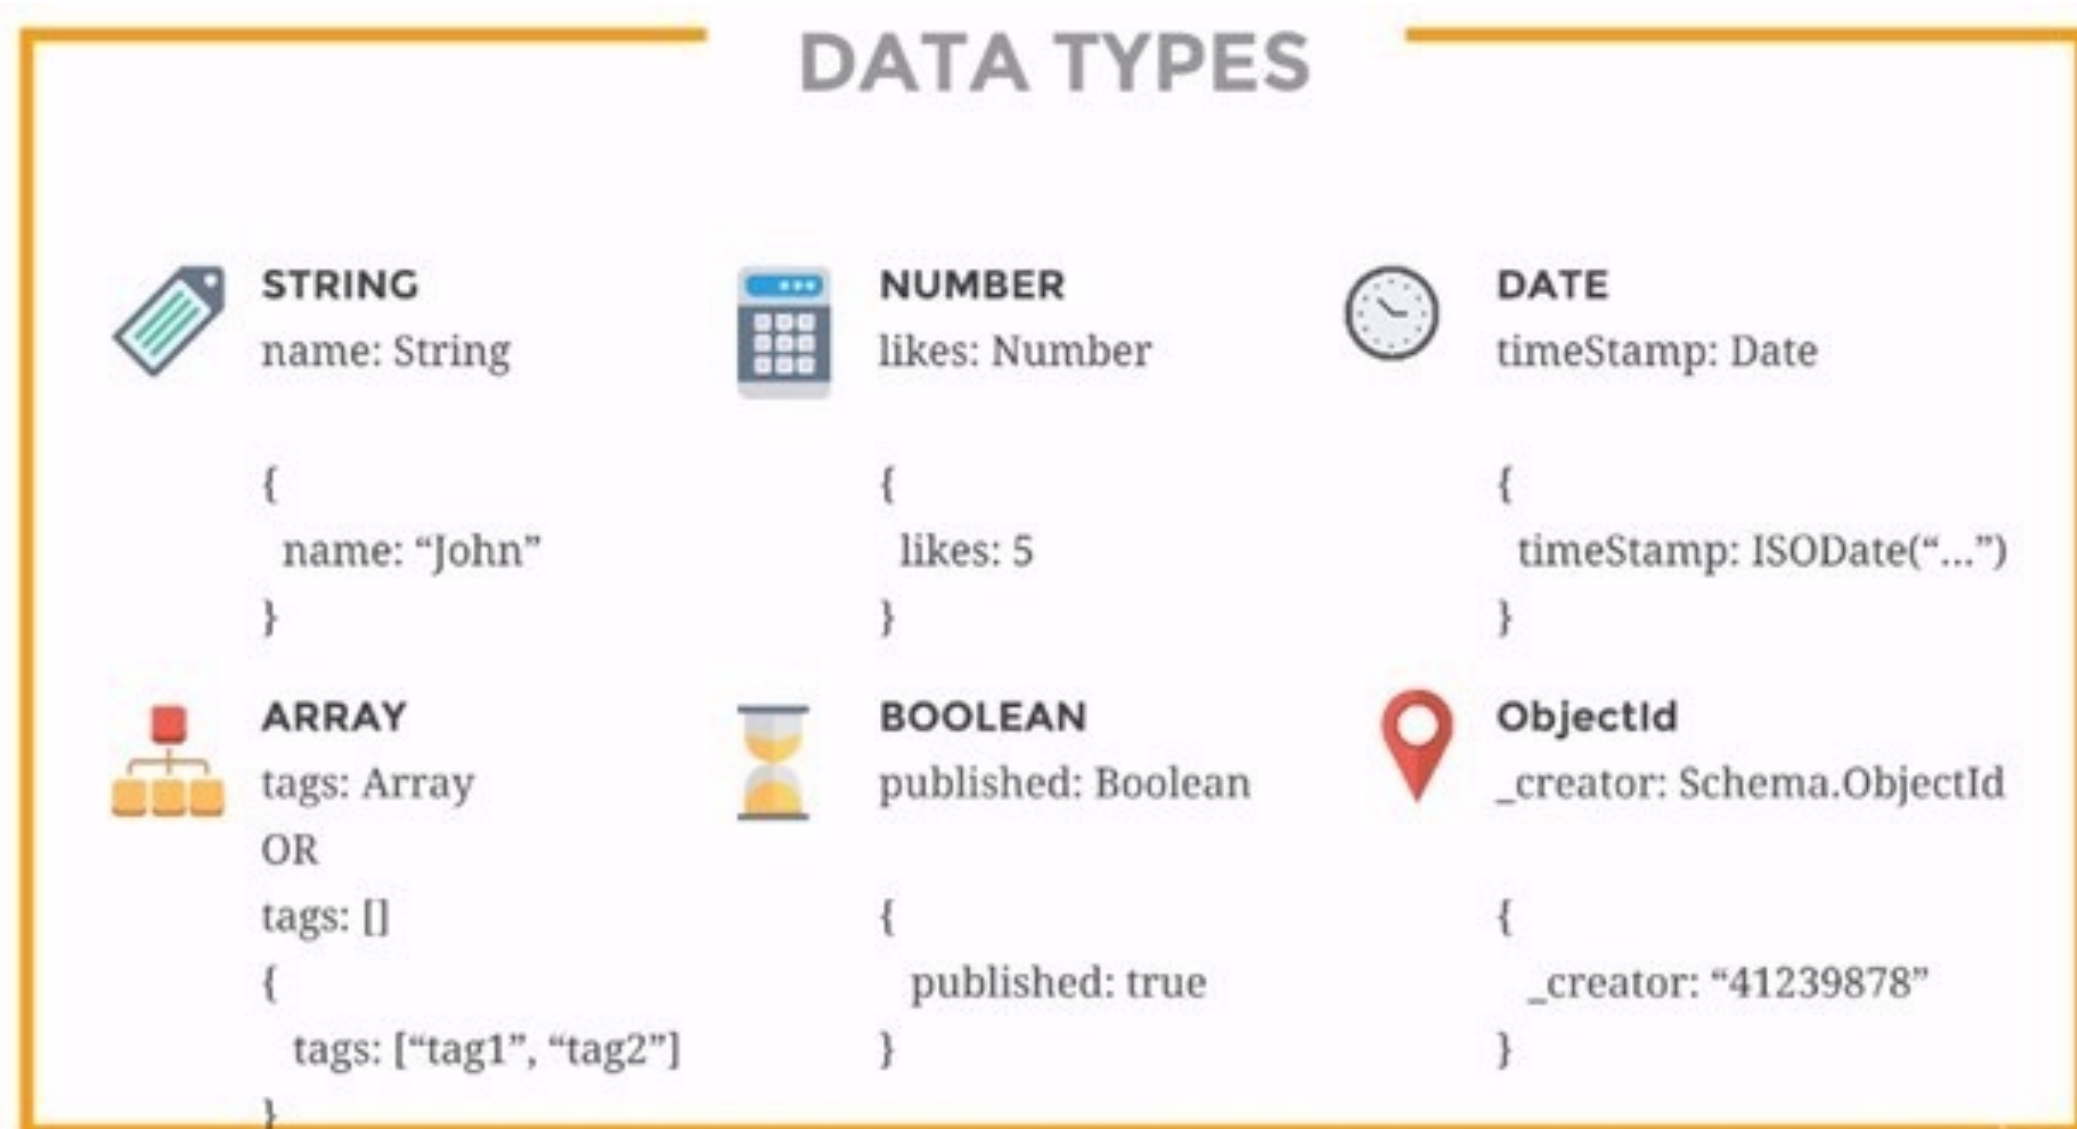 DATA TYPES
STRING
name: String
{
name: “John”
}
NUMBER
likes: Number
{
likes: 5
}
DATE
timeStamp: Date
{
timeStamp: ISODate(“...”)
}
ARRAY
tags: Array
OR
tags: []
{
tags: [“tag1”, “tag2”]
}
BOOLEAN
published: Boolean
{
published: true
}
ObjectId
_creator: Schema.ObjectId
{
_creator: “41239878”
}